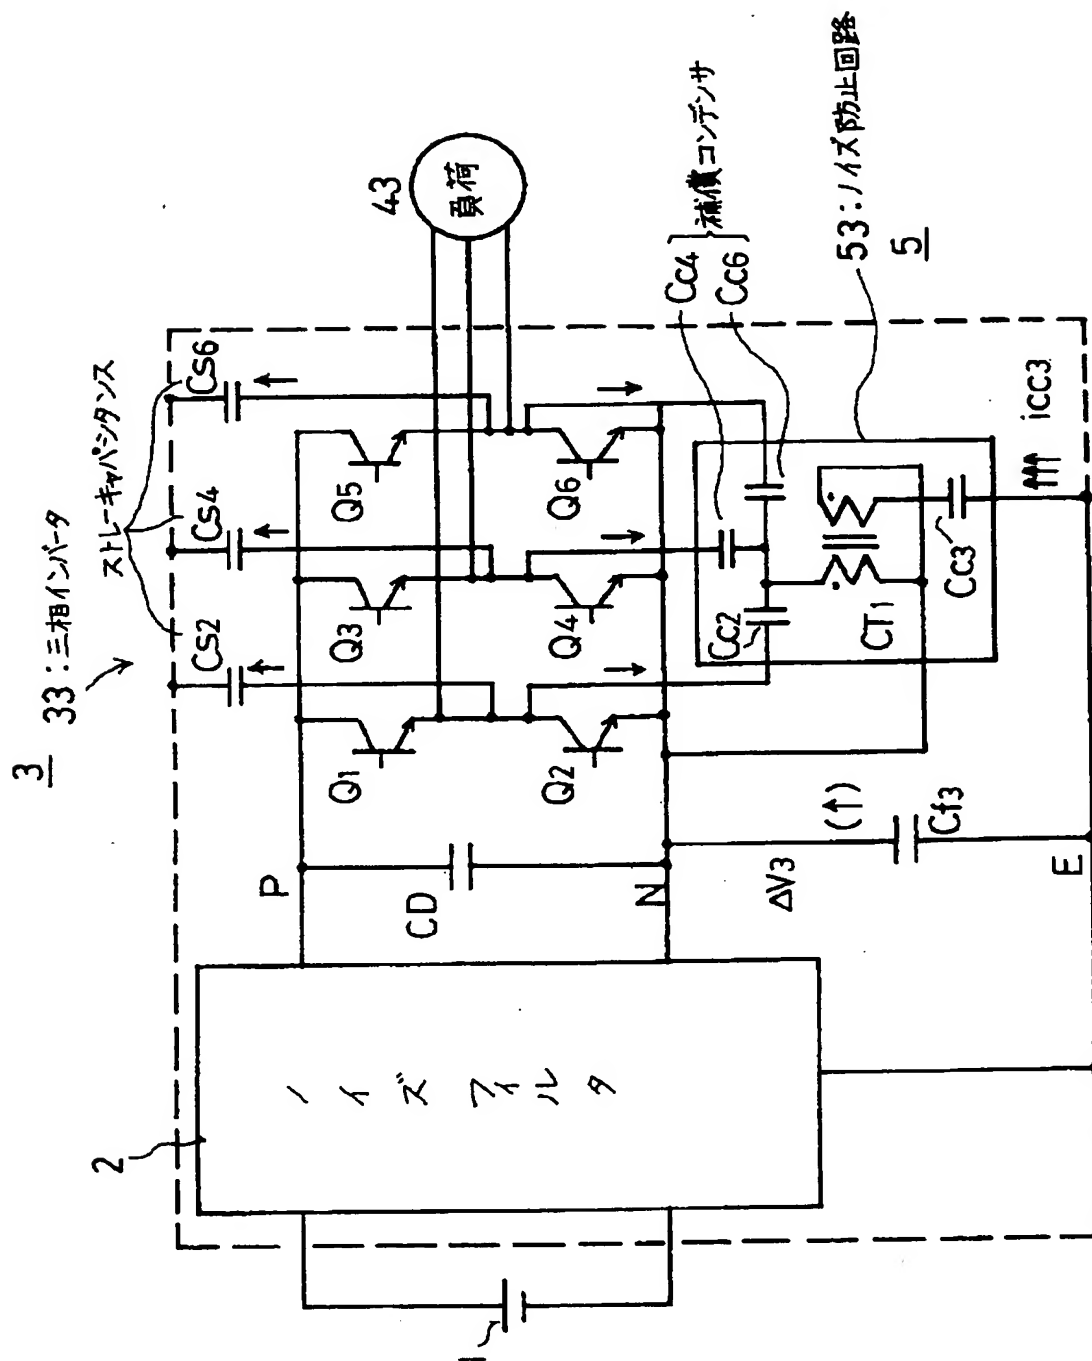 3
33:三相インバータ
ストレーキャパシタンス
Cs2
Cs4
Cs6
43
負荷
P
Q1
Q3
Q5
CD
Q2
Q4
Q6
N
2
ノイズフィルタ
1
Cc4
Cc6
補償コンデンサ
53:ノイズ防止回路
5
Cc2
CT1
Cc3
iCC3
ΔV3
(↑)
Cf3
E